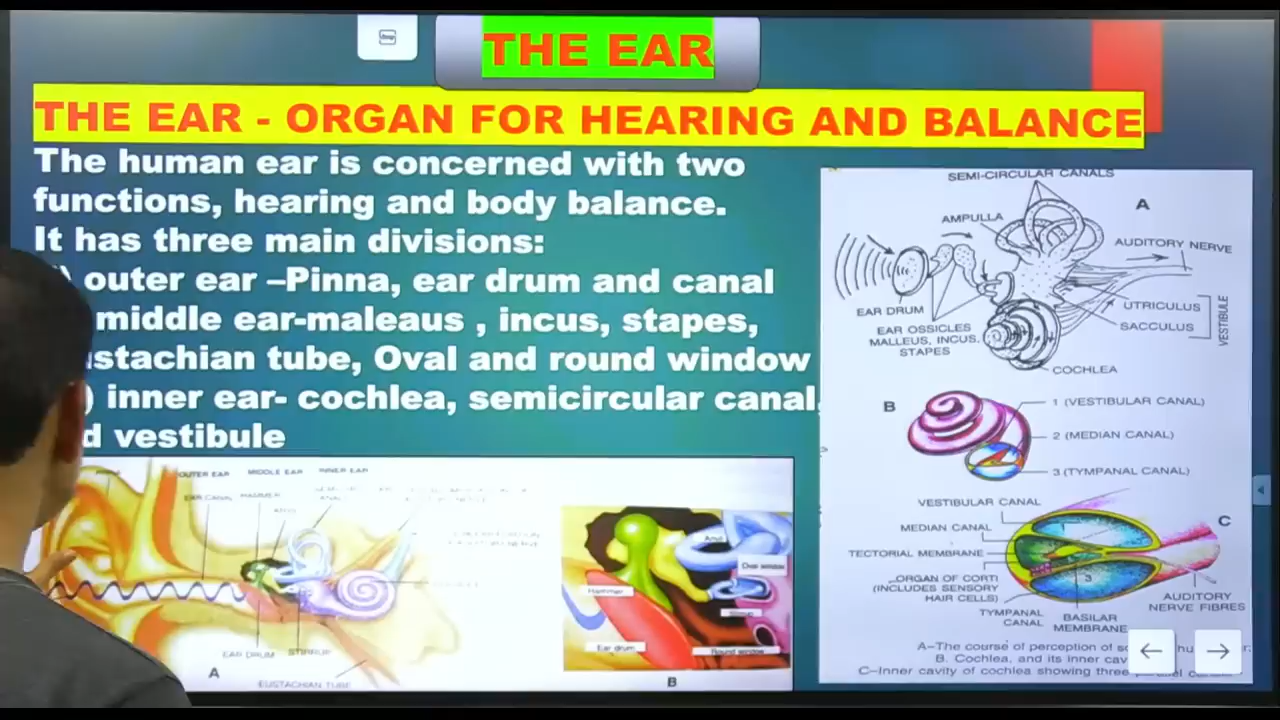 THE EAR
THE EAR - ORGAN FOR HEARING AND BALANCE
The human ear is concerned with two
functions, hearing and body balance.
It has three main divisions:
) outer ear –Pinna, ear drum and canal
middle ear-maleaus , incus, stapes,
stachian tube, Oval and round window
) inner ear- cochlea, semicircular canal,
d vestibule
SEMI-CIRCULAR CANALS
A
AMPULLA
AUDITORY NERVE
EAR DRUM
UTRICULUS
SACCULUS
VESTIBULE
EAR OSSICLES
MALLEUS, INCUS,
STAPES
COCHLEA
B
1 (VESTIBULAR CANAL)
2 (MEDIAN CANAL)
3 (TYMPANAL CANAL)
VESTIBULAR CANAL
C
MEDIAN CANAL
1
TECTORIAL MEMBRANE
ORGAN OF CORTI
(INCLUDES SENSORY
HAIR CELLS)
3
TYMPANAL
CANAL
BASILAR
MEMBRANE
AUDITORY
NERVE FIBRES
A–The course of perception of
B. Cochlea, and its inner
C–Inner cavity of cochlea showing three
OUTER EAR MIDDLE EAR INNER EAR
EAR CANAL HAMMER
EAR DRUM STIRRUP
EUSTACHIAN TUBE
A
Anvil
Oval window
Hammer
Stirrup
Ear drum
Round window
B